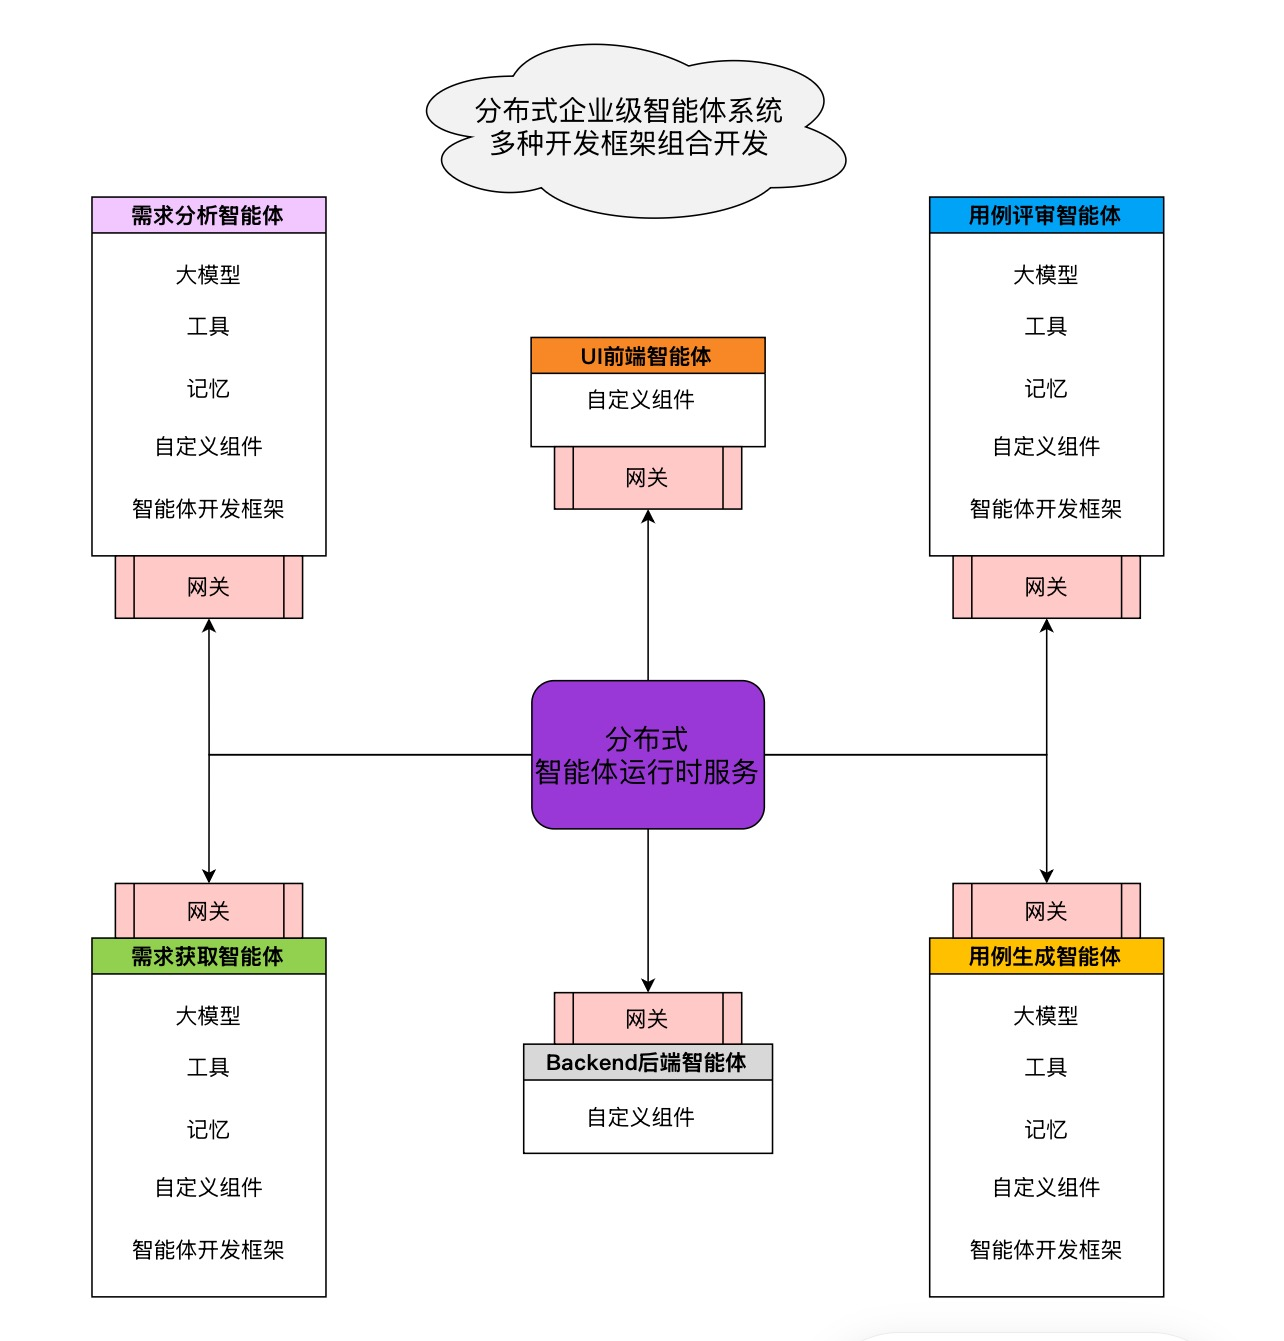 分布式企业级智能体系统
多种开发框架组合开发
需求分析智能体
大模型
工具
记忆
自定义组件
智能体开发框架
网关
UI前端智能体
自定义组件
网关
用例评审智能体
大模型
工具
记忆
自定义组件
智能体开发框架
网关
分布式
智能体运行时服务
网关
需求获取智能体
大模型
工具
记忆
自定义组件
智能体开发框架
网关
Backend后端智能体
自定义组件
网关
用例生成智能体
大模型
工具
记忆
自定义组件
智能体开发框架